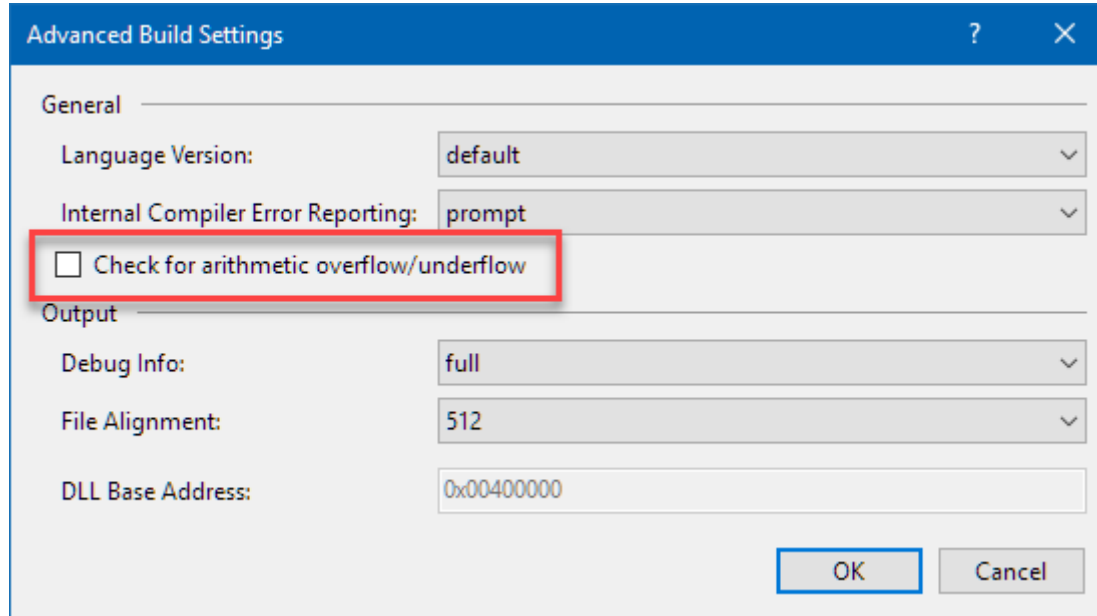 Advanced Build Settings ?
General
Language Version: default
Internal Compiler Error Reporting: prompt
Check for arithmetic overflow/underflow
Output
Debug Info: full
File Alignment: 512
DLL Base Address: 0x00400000
OK Cancel